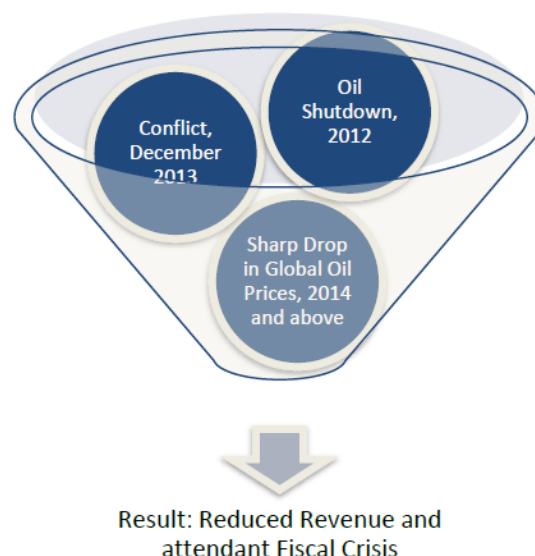 Oil
Shutdown,
2012
Conflict,
December
2013
Sharp Drop
in Global Oil
Prices, 2014
and above
Result: Reduced Revenue and
attendant Fiscal Crisis